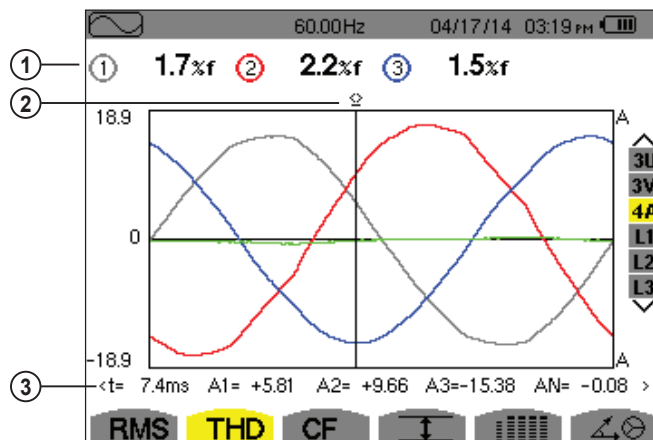 60.00Hz 04/17/14 03:19 PM
1 1 1.7%f 2 2.2%f 3 1.5%f
2
18.9 A
3U
3V
4A
0 L1
L2
L3
-18.9 A
3 <t= 7.4ms A1= +5.81 A2= +9.66 A3=-15.38 AN= -0.08 >
RMS THD CF